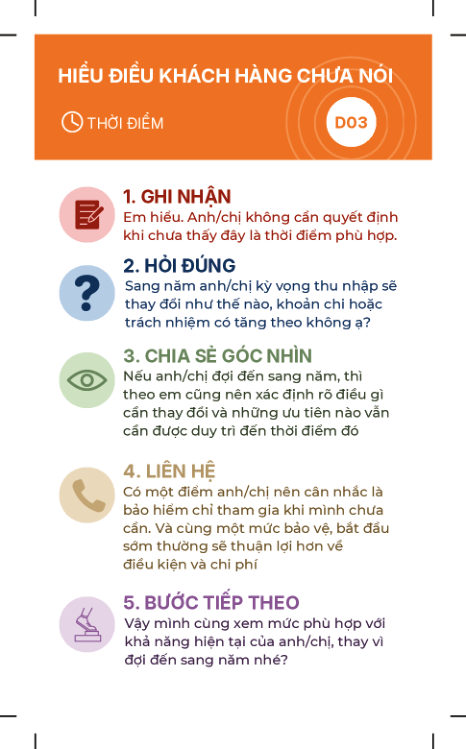 HIỂU ĐIỀU KHÁCH HÀNG CHƯA NÓI
THỜI ĐIỂM
D03
1. GHI NHẬN
Em hiểu. Anh/chị không cần quyết định
khi chưa thấy đây là thời điểm phù hợp.
2. HỎI ĐÚNG
Sang năm anh/chị kỳ vọng thu nhập sẽ
thay đổi như thế nào, khoản chi hoặc
trách nhiệm có tăng theo không ạ?
3. CHIA SẺ GÓC NHÌN
Nếu anh/chị đợi đến sang năm, thì
theo em cũng nên xác định rõ điều gì
cần thay đổi và những ưu tiên nào vẫn
cần được duy trì đến thời điểm đó
4. LIÊN HỆ
Có một điểm anh/chị nên cân nhắc là
bảo hiểm chỉ tham gia khi mình chưa
cần. Và cùng một mức bảo vệ, bắt đầu
sớm thường sẽ thuận lợi hơn về
điều kiện và chi phí
5. BƯỚC TIẾP THEO
Vậy mình cùng xem mức phù hợp với
khả năng hiện tại của anh/chị, thay vì
đợi đến sang năm nhé?